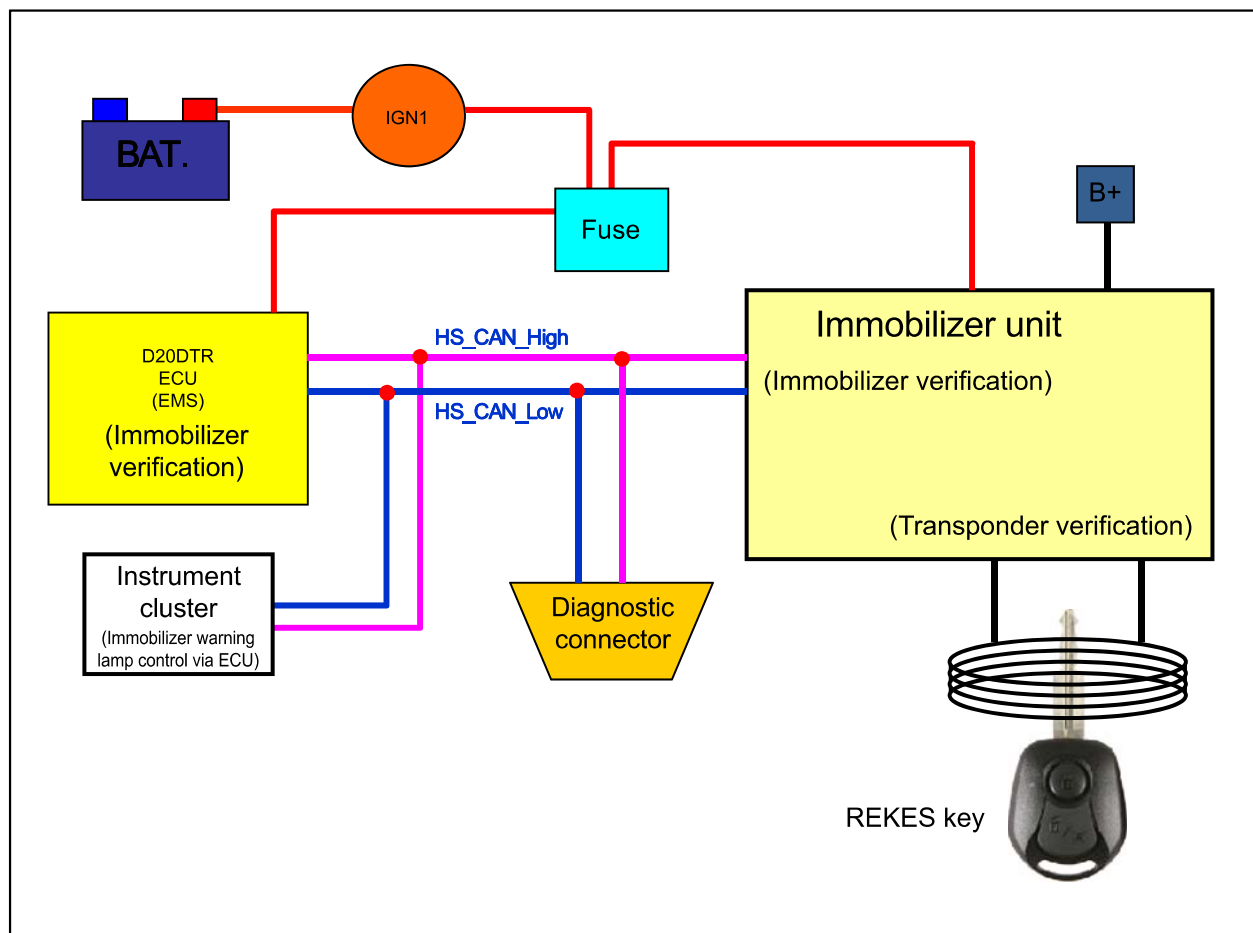 IGN1
BAT.
B+
Fuse
Immobilizer unit
(Immobilizer verification)
(Transponder verification)
HS_CAN_High
HS_CAN_Low
D20DTR
ECU
(EMS)
(Immobilizer
verification)
Instrument
cluster
(Immobilizer warning
lamp control via ECU)
Diagnostic
connector
REKES key